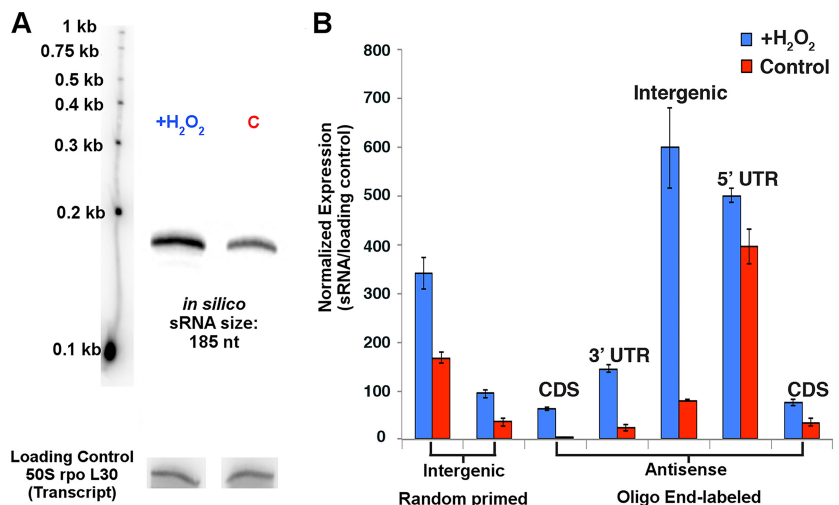 A
1 kb
0.75 kb
0.5 kb
0.4 kb
0.3 kb
0.2 kb
0.1 kb
+H₂O₂
C
in silico
sRNA size:
185 nt
Loading Control
50S rpo L30
(Transcript)
B
+H₂O₂
Control
Normalized Expression
(sRNA/loading control)
800
700
600
500
400
300
200
100
0
CDS
3’ UTR
Intergenic
5’ UTR
CDS
Intergenic
Random primed
Antisense
Oligo End-labeled